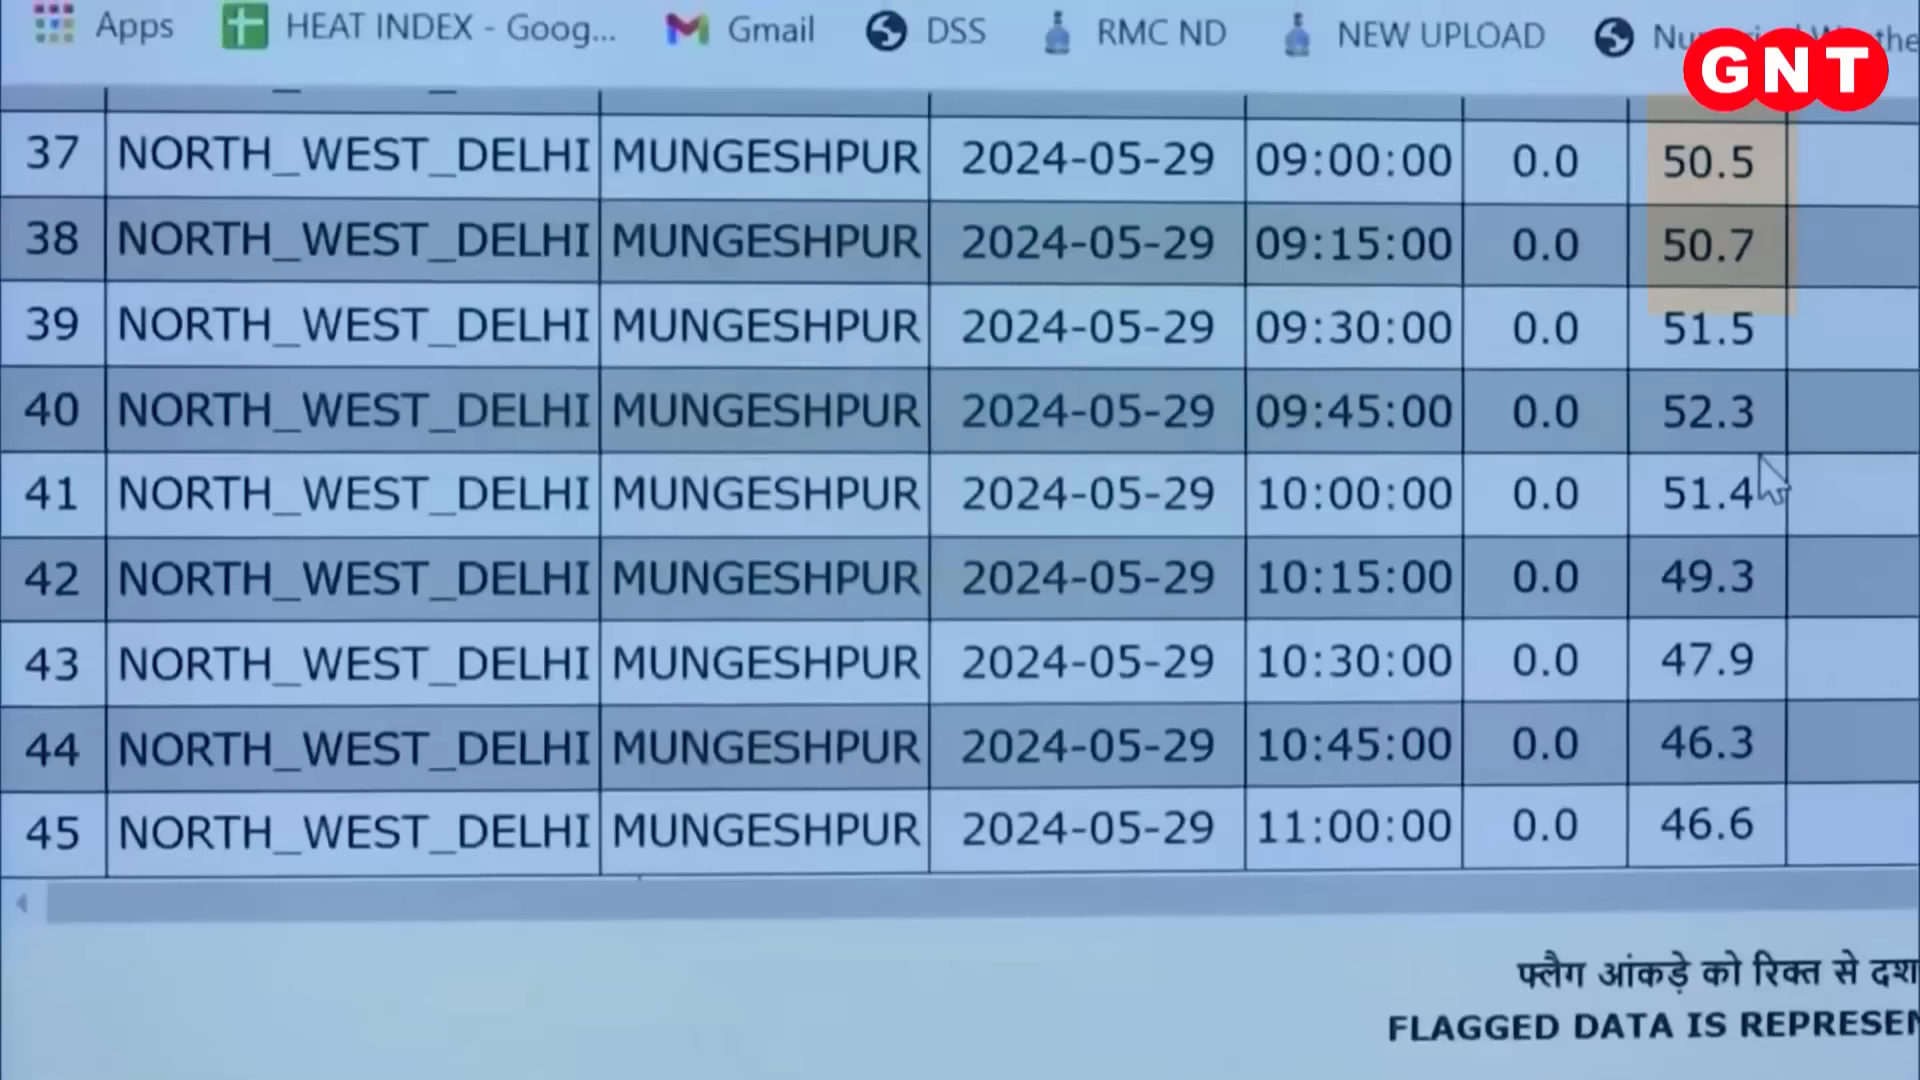 Apps HEAT INDEX - Goog... Gmail DSS RMC ND NEW UPLOAD
GNT
37 NORTH_WEST_DELHI MUNGESHPUR 2024-05-29 09:00:00 0.0 50.5
38 NORTH_WEST_DELHI MUNGESHPUR 2024-05-29 09:15:00 0.0 50.7
39 NORTH_WEST_DELHI MUNGESHPUR 2024-05-29 09:30:00 0.0 51.5
40 NORTH_WEST_DELHI MUNGESHPUR 2024-05-29 09:45:00 0.0 52.3
41 NORTH_WEST_DELHI MUNGESHPUR 2024-05-29 10:00:00 0.0 51.4
42 NORTH_WEST_DELHI MUNGESHPUR 2024-05-29 10:15:00 0.0 49.3
43 NORTH_WEST_DELHI MUNGESHPUR 2024-05-29 10:30:00 0.0 47.9
44 NORTH_WEST_DELHI MUNGESHPUR 2024-05-29 10:45:00 0.0 46.3
45 NORTH_WEST_DELHI MUNGESHPUR 2024-05-29 11:00:00 0.0 46.6
फ्लैग आंकड़े को रिक्त से
FLAGGED DATA IS